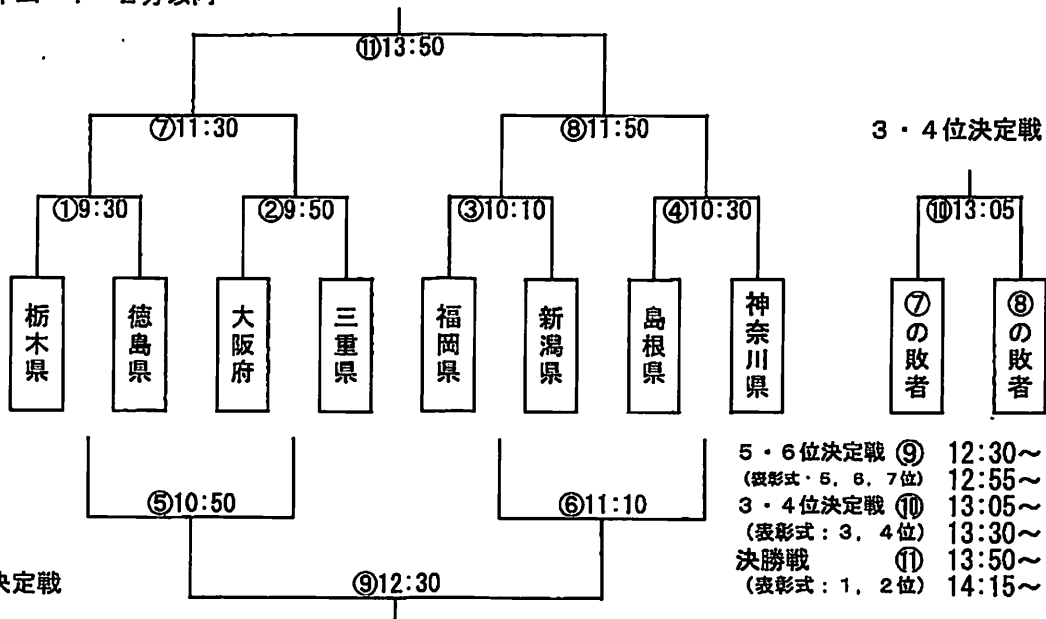 ⑪13:50
⑦11:30
⑧11:50
3・4位決定戦
①9:30
②9:50
③10:10
④10:30
⑩13:05
栃木県
徳島県
大阪府
三重県
福岡県
新潟県
島根県
神奈川県
⑦の敗者
⑧の敗者
5・6位決定戦 ⑨ 12:30~
(表彰式・5, 6, 7位) 12:55~
3・4位決定戦 ⑩ 13:05~
(表彰式:3, 4位) 13:30~
決勝戦 ⑪ 13:50~
(表彰式:1, 2位) 14:15~
⑤10:50
⑥11:10
決定戦
⑨12:30